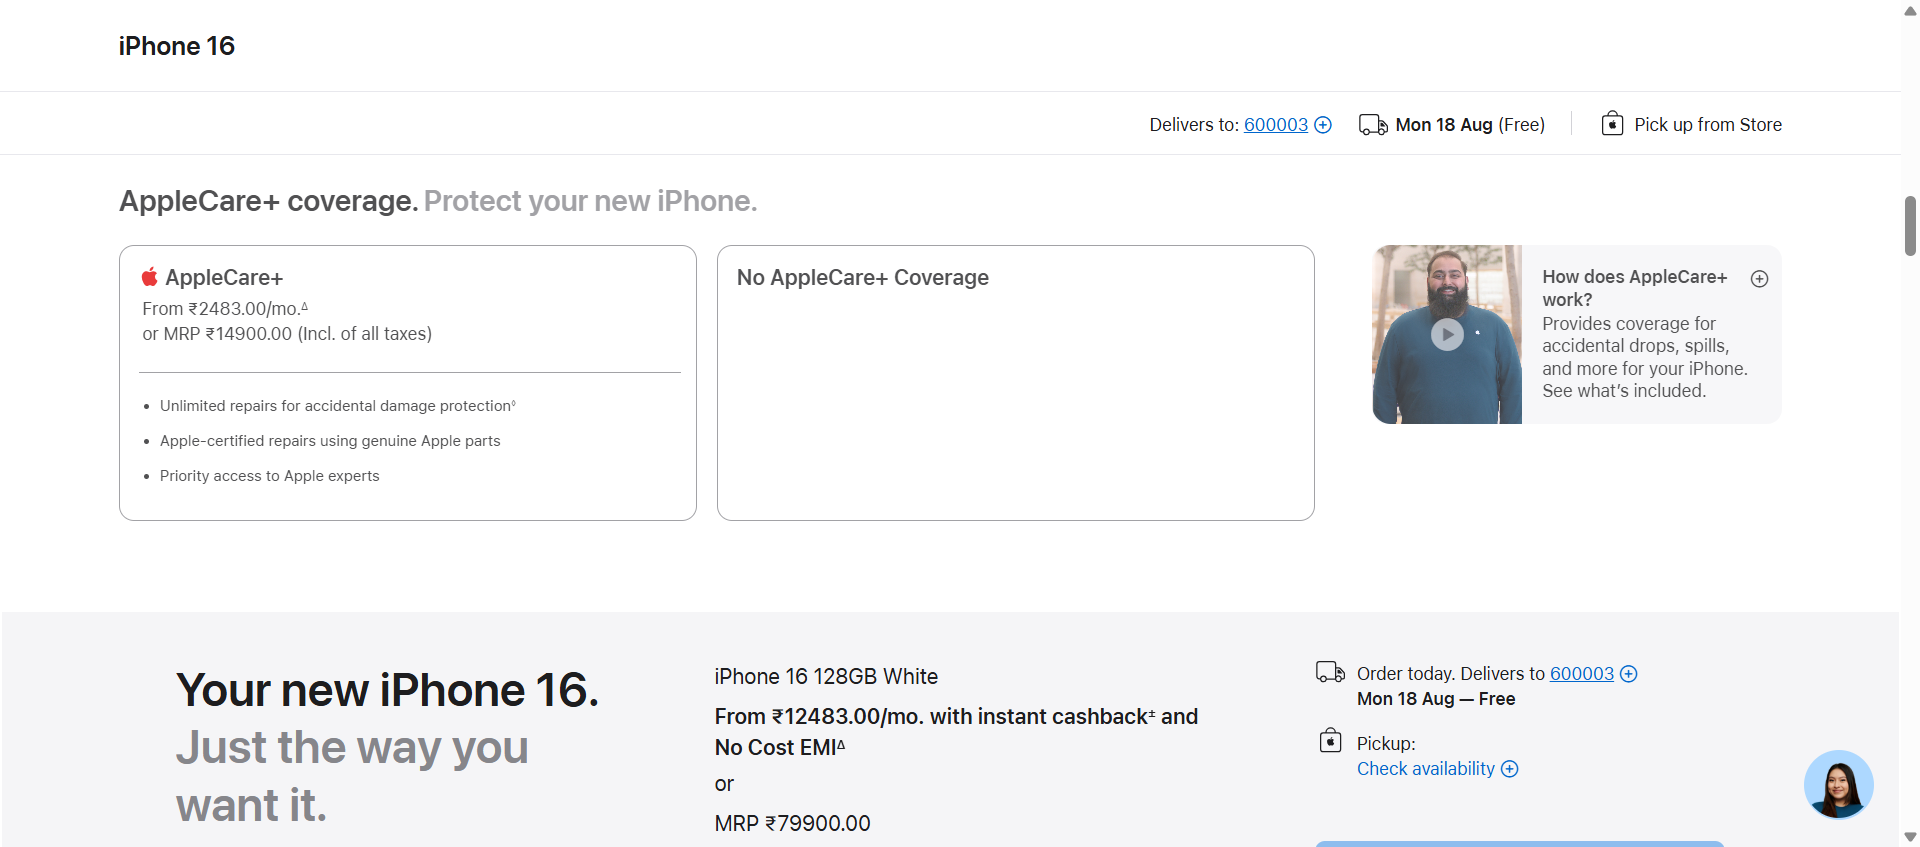 iPhone 16
Delivers to: 600003
Mon 18 Aug (Free)
Pick up from Store
AppleCare+ coverage. Protect your new iPhone.
AppleCare+
From ₹2483.00/mo.∆
or MRP ₹14900.00 (Incl. of all taxes)
• Unlimited repairs for accidental damage protection◊
• Apple-certified repairs using genuine Apple parts
• Priority access to Apple experts
No AppleCare+ Coverage
How does AppleCare+
work?
Provides coverage for
accidental drops, spills,
and more for your iPhone.
See what’s included.
Your new iPhone 16.
Just the way you
want it.
iPhone 16 128GB White
From ₹12483.00/mo. with instant cashback± and
No Cost EMI∆
or
MRP ₹79900.00
Order today. Delivers to 600003
Mon 18 Aug — Free
Pickup:
Check availability